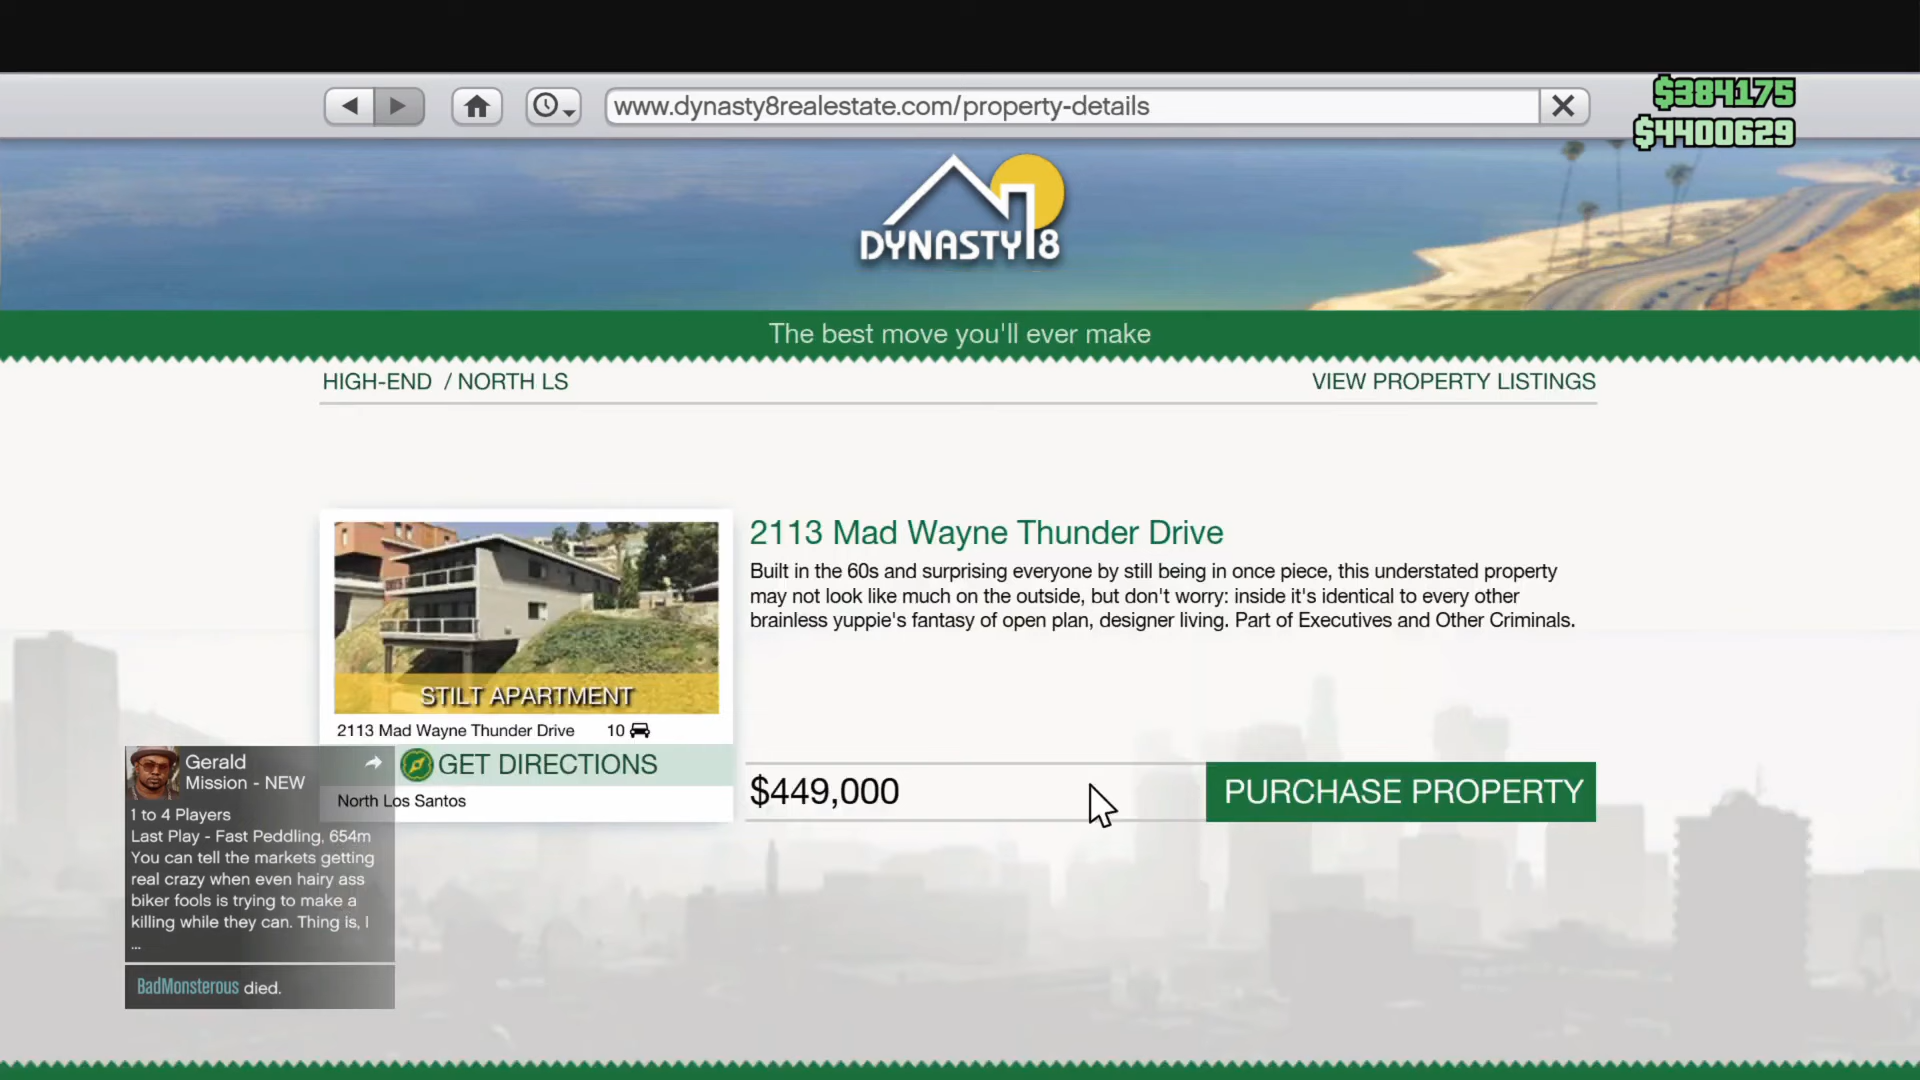 www.dynasty8realestate.com/property-details
$384175
$4400629
DYNASTY 8
The best move you'll ever make
HIGH-END / NORTH LS
VIEW PROPERTY LISTINGS
2113 Mad Wayne Thunder Drive
Built in the 60s and surprising everyone by still being in once piece, this understated property
may not look like much on the outside, but don't worry: inside it's identical to every other
brainless yuppie's fantasy of open plan, designer living. Part of Executives and Other Criminals.
STILT APARTMENT
2113 Mad Wayne Thunder Drive 10
GET DIRECTIONS
North Los Santos
$449,000
PURCHASE PROPERTY
Gerald
Mission - NEW
1 to 4 Players
Last Play - Fast Peddling, 654m
You can tell the markets getting
real crazy when even hairy ass
biker fools is trying to make a
killing while they can. Thing is, I
...
BadMonsterous died.